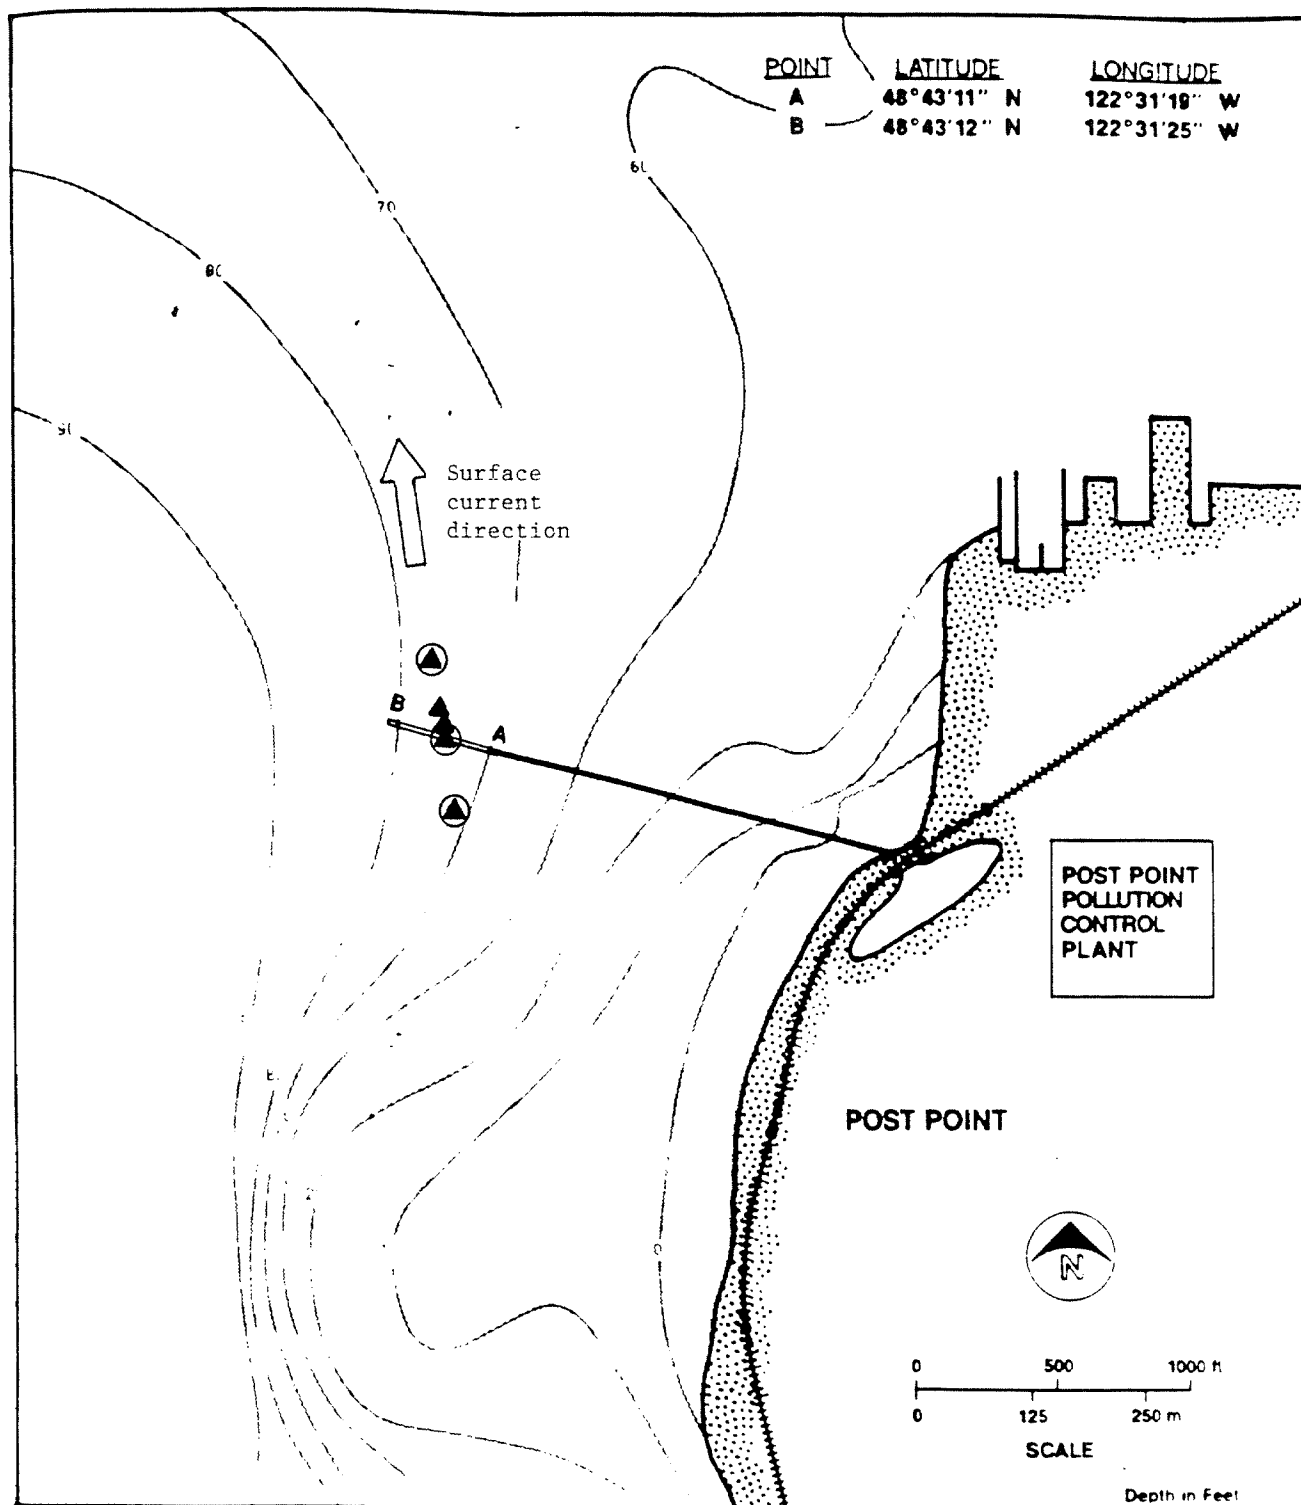 POINT LATITUDE LONGITUDE
A 48°43'11" N 122°31'19" W
B 48°43'12" N 122°31'25" W
70
80
Surface
current
direction
B
A
POST POINT
POLLUTION
CONTROL
PLANT
POST POINT
N
0 500 1000 ft
0 125 250 m
SCALE
Depth in Feet